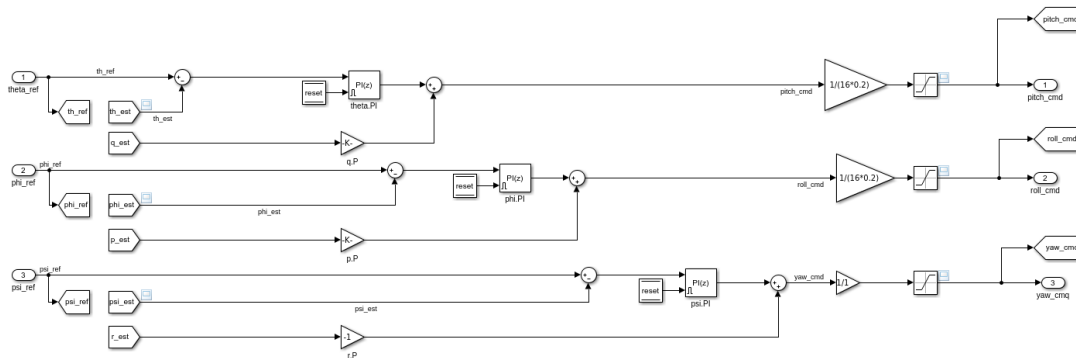 pitch_cmd
1
theta_ref
th_ref
+
-
PI(z)
theta.PI
reset
+
+
pitch_cmd
1/(16*0.2)
1
pitch_cmd
th_ref
th_est
th_est
q_est
-K-
q.P
roll_cmd
2
phi_ref
phi_ref
+
-
PI(z)
phi.PI
reset
+
+
roll_cmd
1/(16*0.2)
2
roll_cmd
phi_ref
phi_est
phi_est
p_est
-K-
p.P
yaw_cmd
3
psi_ref
psi_ref
+
-
PI(z)
psi.PI
reset
+
+
yaw_cmd
1/1
3
yaw_cmq
psi_ref
psi_est
psi_est
r_est
-1
r.P